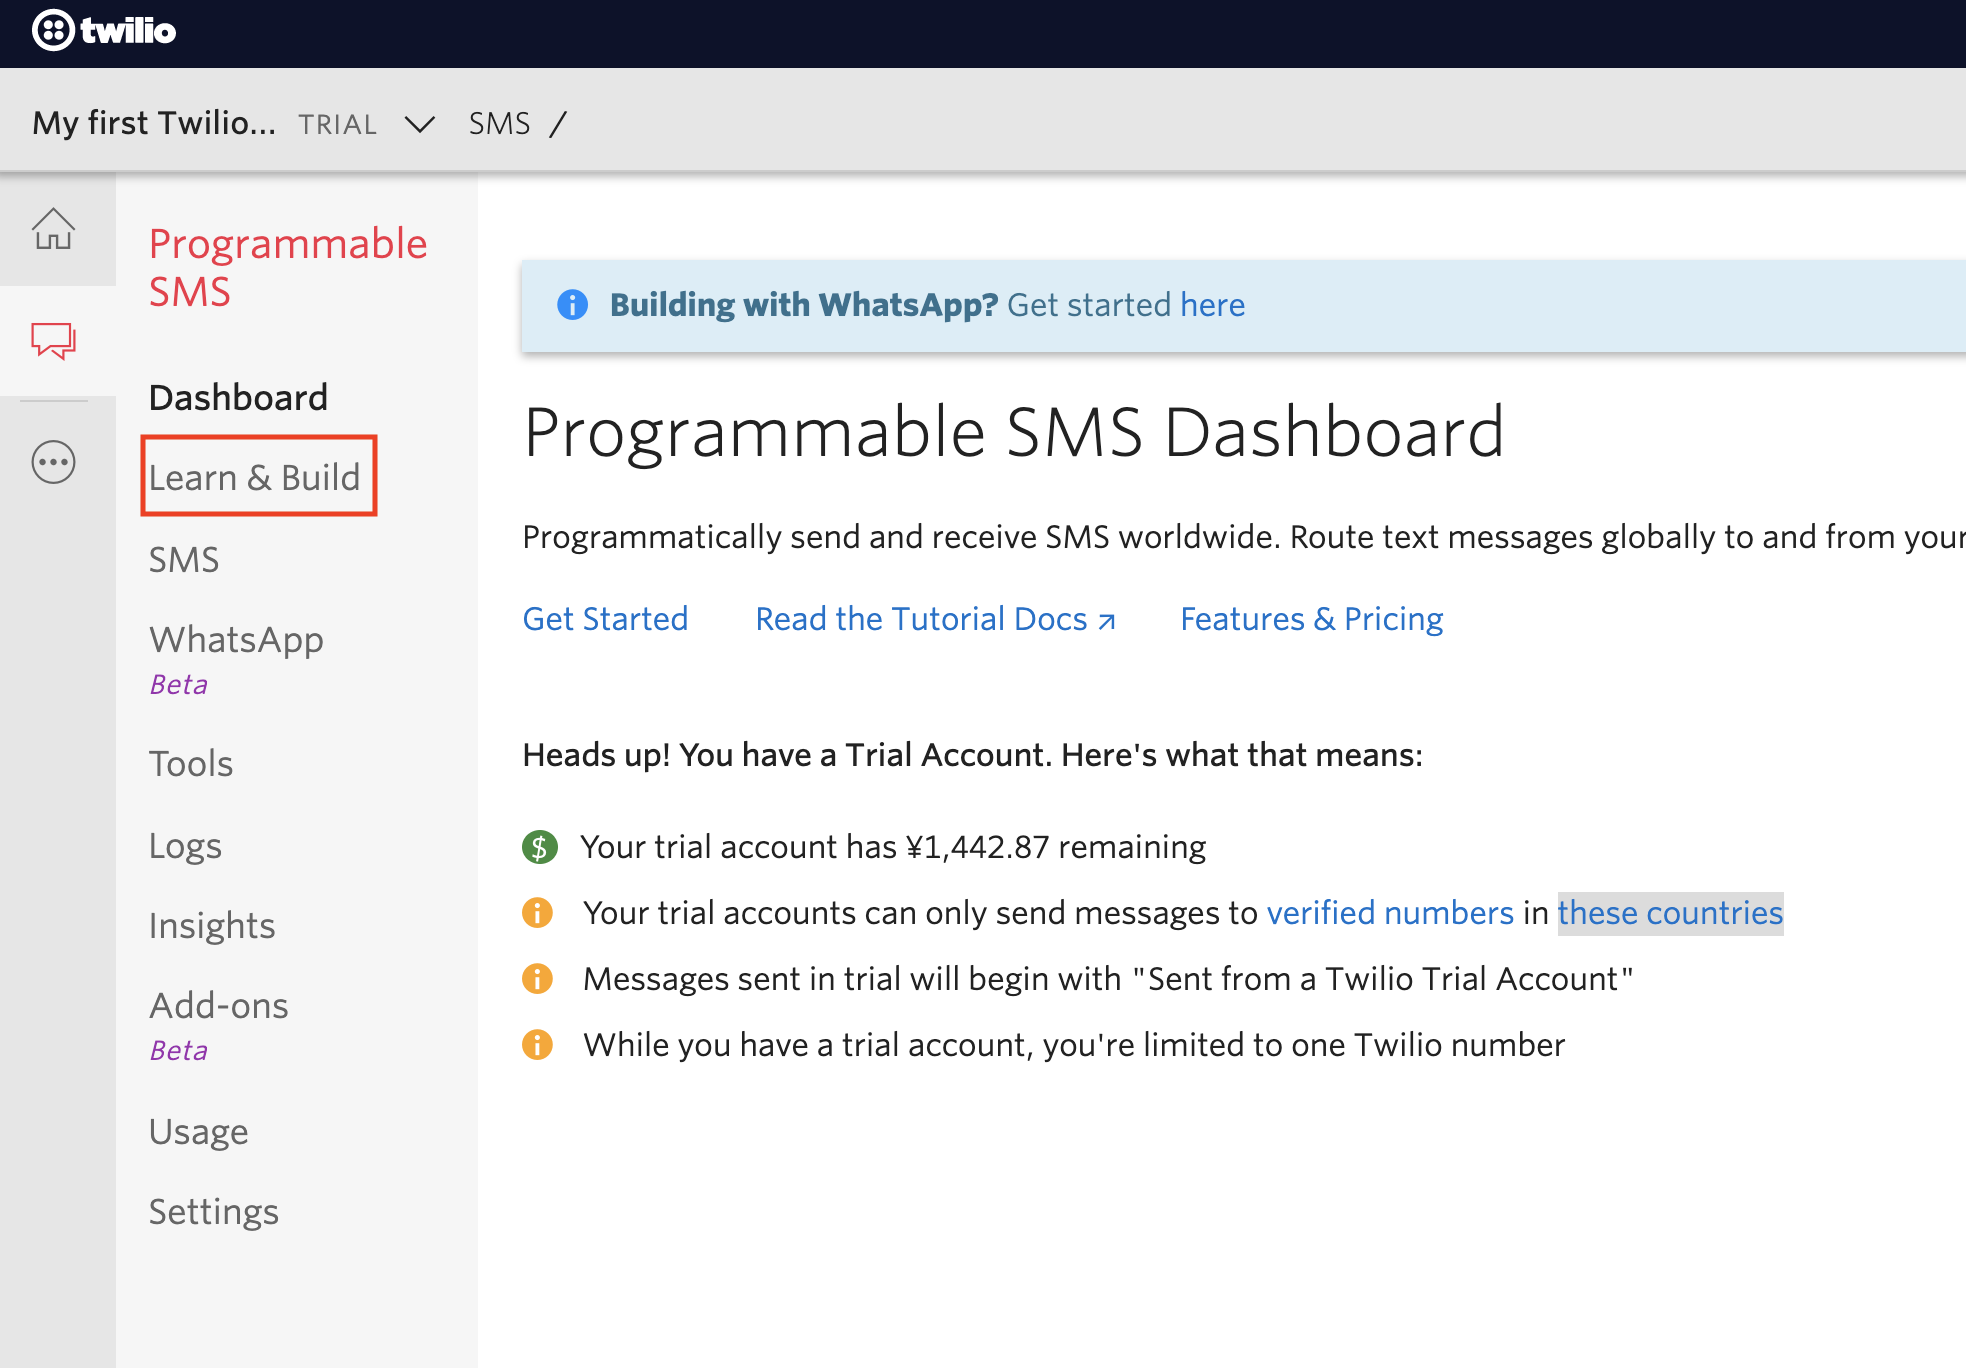 twilio
My first Twilio... TRIAL SMS /
Programmable
SMS
Dashboard
Learn & Build
SMS
WhatsApp
Beta
Tools
Logs
Insights
Add-ons
Beta
Usage
Settings
Building with WhatsApp? Get started here
Programmable SMS Dashboard
Programmatically send and receive SMS worldwide. Route text messages globally to and from your
Get Started Read the Tutorial Docs ↗ Features & Pricing
Heads up! You have a Trial Account. Here's what that means:
$ Your trial account has ¥1,442.87 remaining
Your trial accounts can only send messages to verified numbers in these countries
Messages sent in trial will begin with "Sent from a Twilio Trial Account"
While you have a trial account, you're limited to one Twilio number